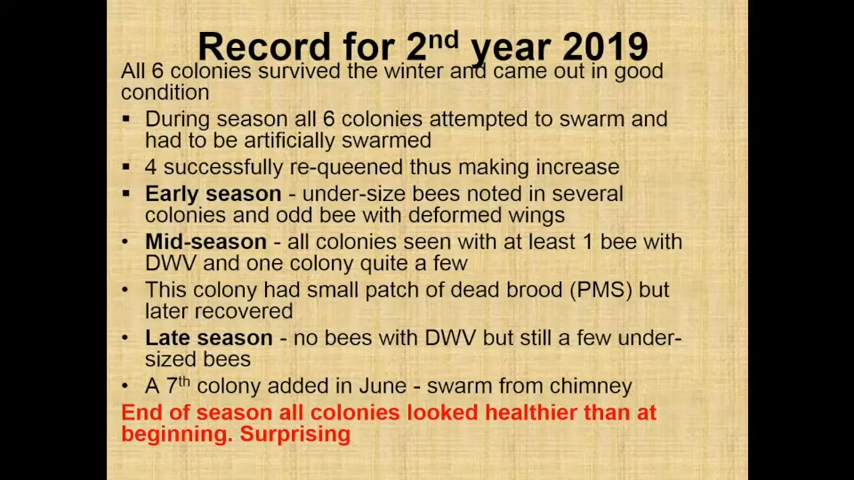 Record for 2nd year 2019
All 6 colonies survived the winter and came out in good
condition
▪ During season all 6 colonies attempted to swarm and
had to be artificially swarmed
▪ 4 successfully re-queened thus making increase
▪ Early season - under-size bees noted in several
colonies and odd bee with deformed wings
• Mid-season - all colonies seen with at least 1 bee with
DWV and one colony quite a few
• This colony had small patch of dead brood (PMS) but
later recovered
• Late season - no bees with DWV but still a few under-
sized bees
• A 7th colony added in June - swarm from chimney
End of season all colonies looked healthier than at
beginning. Surprising